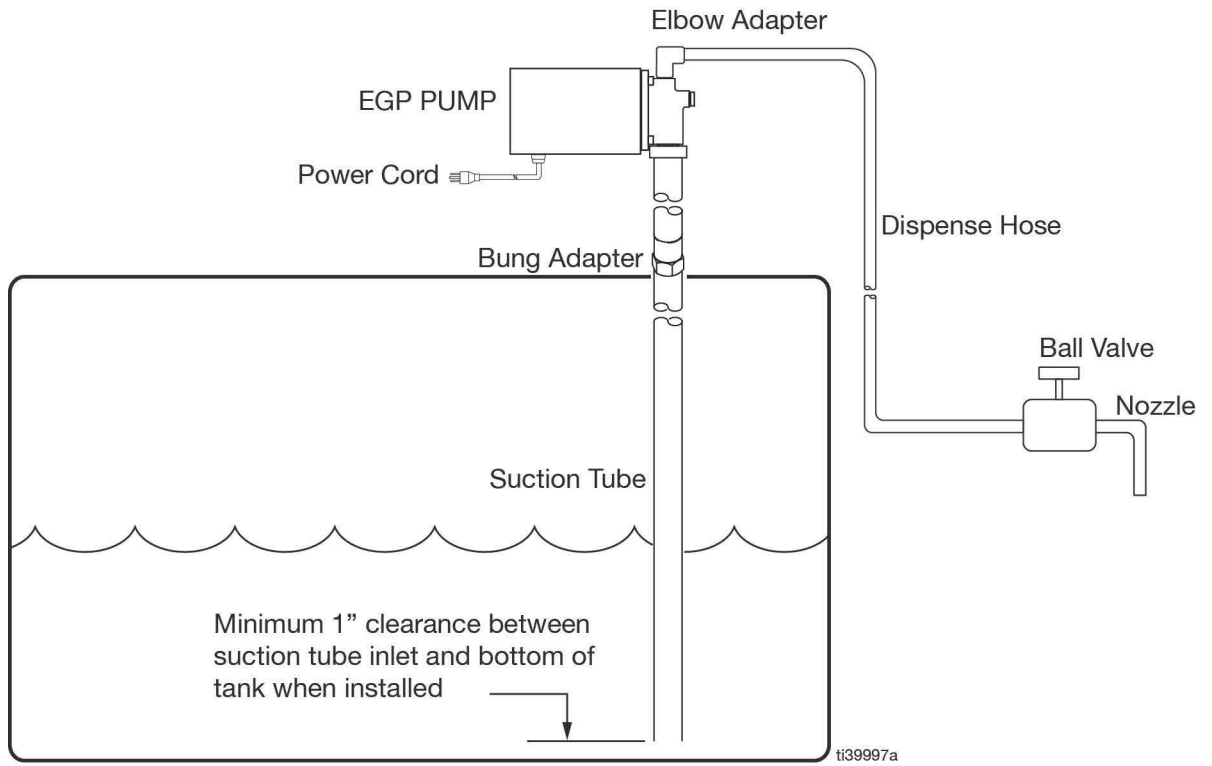 Elbow Adapter
EGP PUMP
Power Cord
Dispense Hose
Bung Adapter
Ball Valve
Nozzle
Suction Tube
Minimum 1” clearance between
suction tube inlet and bottom of
tank when installed
ti39997a